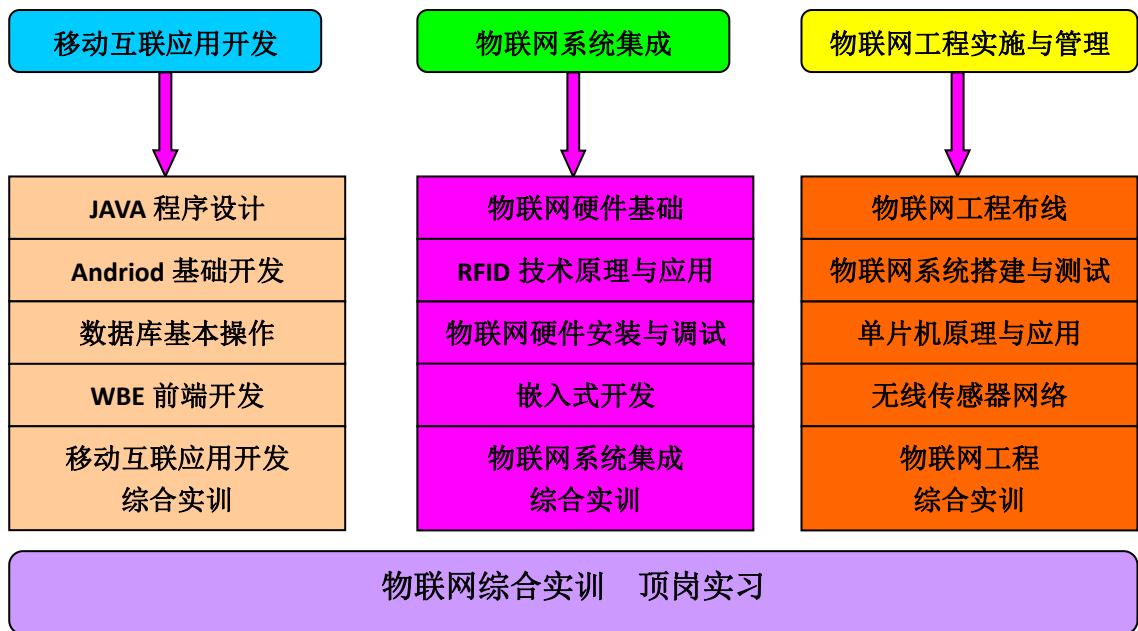 移动互联应用开发
物联网系统集成
物联网工程实施与管理
JAVA 程序设计
Andriod 基础开发
数据库基本操作
WBE 前端开发
移动互联应用开发
综合实训
物联网硬件基础
RFID 技术原理与应用
物联网硬件安装与调试
嵌入式开发
物联网系统集成
综合实训
物联网工程布线
物联网系统搭建与测试
单片机原理与应用
无线传感器网络
物联网工程
综合实训
物联网综合实训 顶岗实习